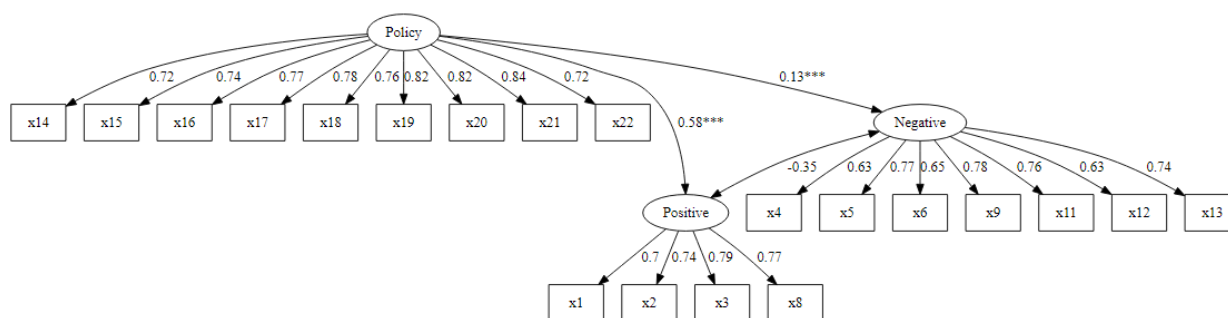 Policy
0.72 0.74 0.77 0.78 0.76 0.82 0.82 0.84 0.72 0.13***
x14 x15 x16 x17 x18 x19 x20 x21 x22
0.58*** Negative
-0.35 0.63 0.77 0.65 0.78 0.76 0.63 0.74
Positive x4 x5 x6 x9 x11 x12 x13
0.7 0.74 0.79 0.77
x1 x2 x3 x8